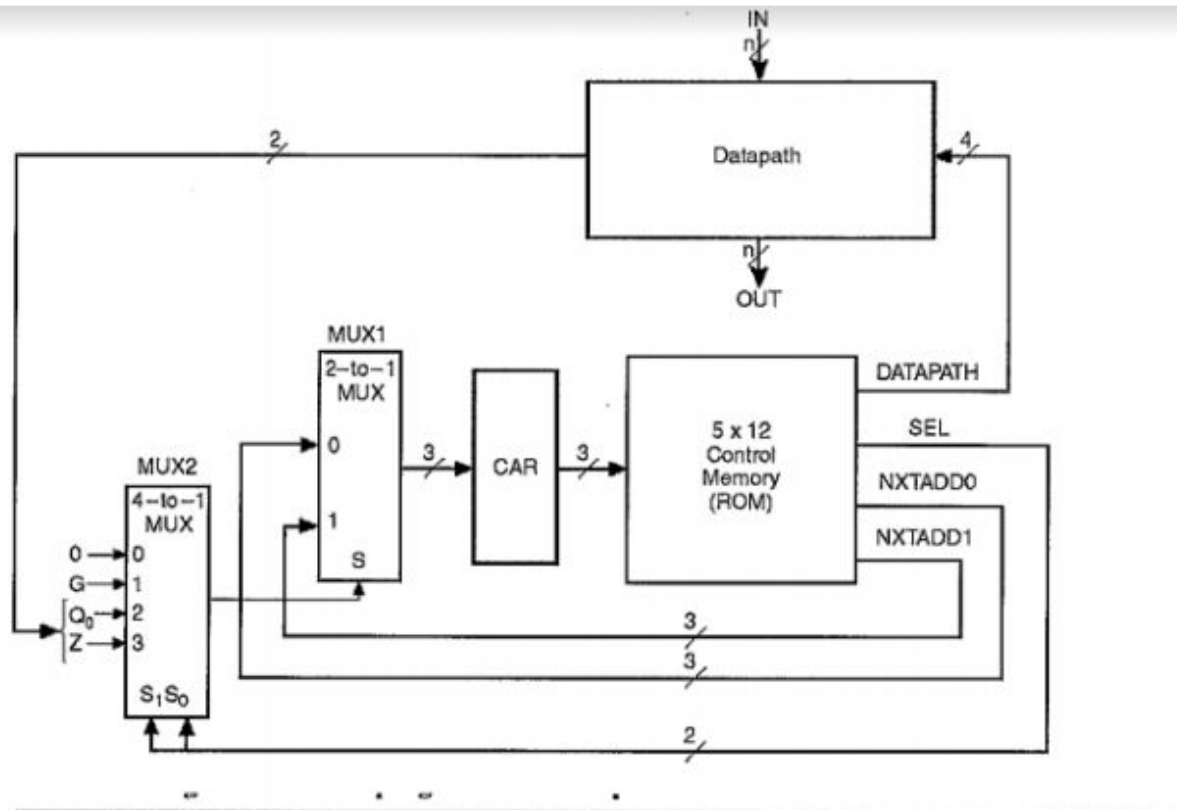 IN
n
2
Datapath
4
n
OUT
MUX1
2-to-1
MUX
0
1
S
3
CAR
3
5 x 12
Control
Memory
(ROM)
DATAPATH
SEL
NXTADD0
NXTADD1
MUX2
4-to-1
MUX
0 0
G 1
Q0 2
Z 3
S1S0
3
3
2